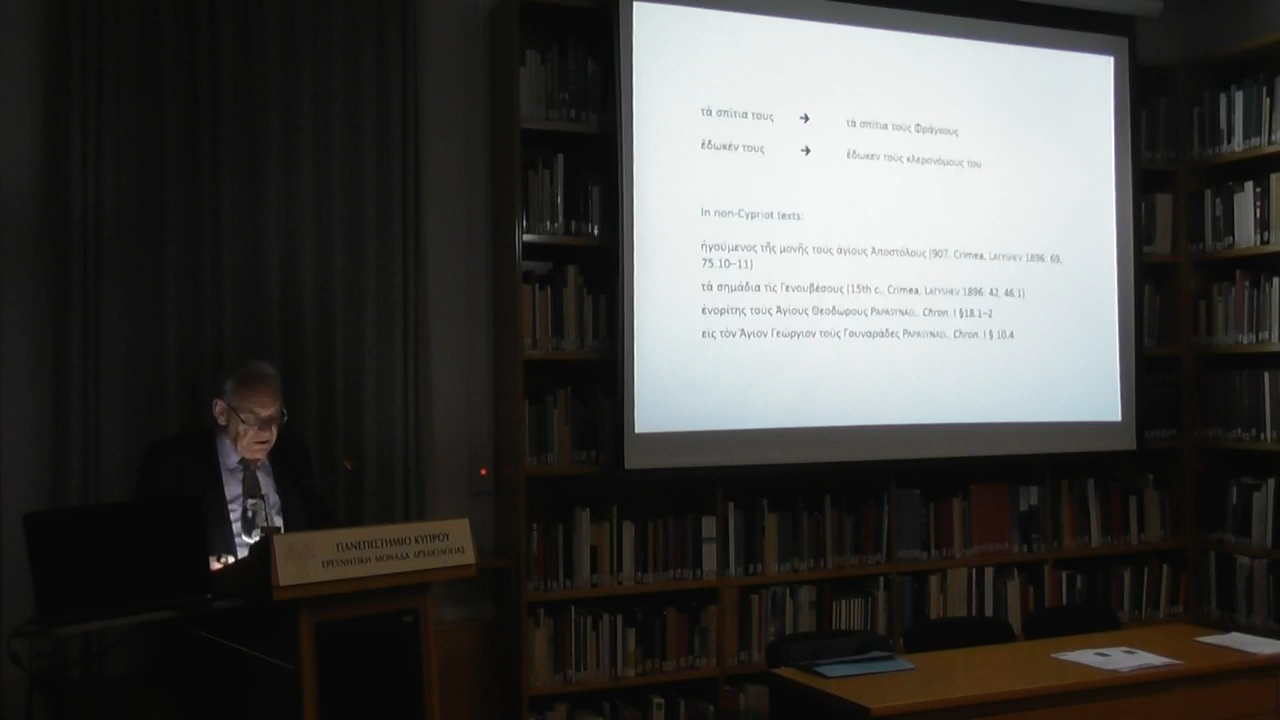 τὰ σπίτια τους → τὰ σπίτια τοὺς Φράγκους
ἔδωκέν τους → ἔδωκεν τοὺς κλερονόμους του
In non-Cypriot texts:
ἡγούμενος τῆς μονῆς τοὺς ἁγίους Ἀποστόλους (907, Crimea, LATYSHEV 1896: 69,
75.10–11)
τὰ σημάδια τὶς Γενουβέσους (15th c., Crimea, LATYSHEV 1896: 42, 46.1)
ἐνορίτης τοὺς Ἁγίους Θεοδώρους PAPASYNAD., Chron. I §18.1–2
εις τὸν Ἅγιον Γεώργιον τοὺς Γουναράδες PAPASYNAD., Chron. I § 10.4
ΠΑΝΕΠΙΣΤΗΜΙΟ ΚΥΠΡΟΥ
ΕΡΕΥΝΗΤΙΚΗ ΜΟΝΑΔΑ ΑΡΧΑΙΟΛΟΓΙΑΣ